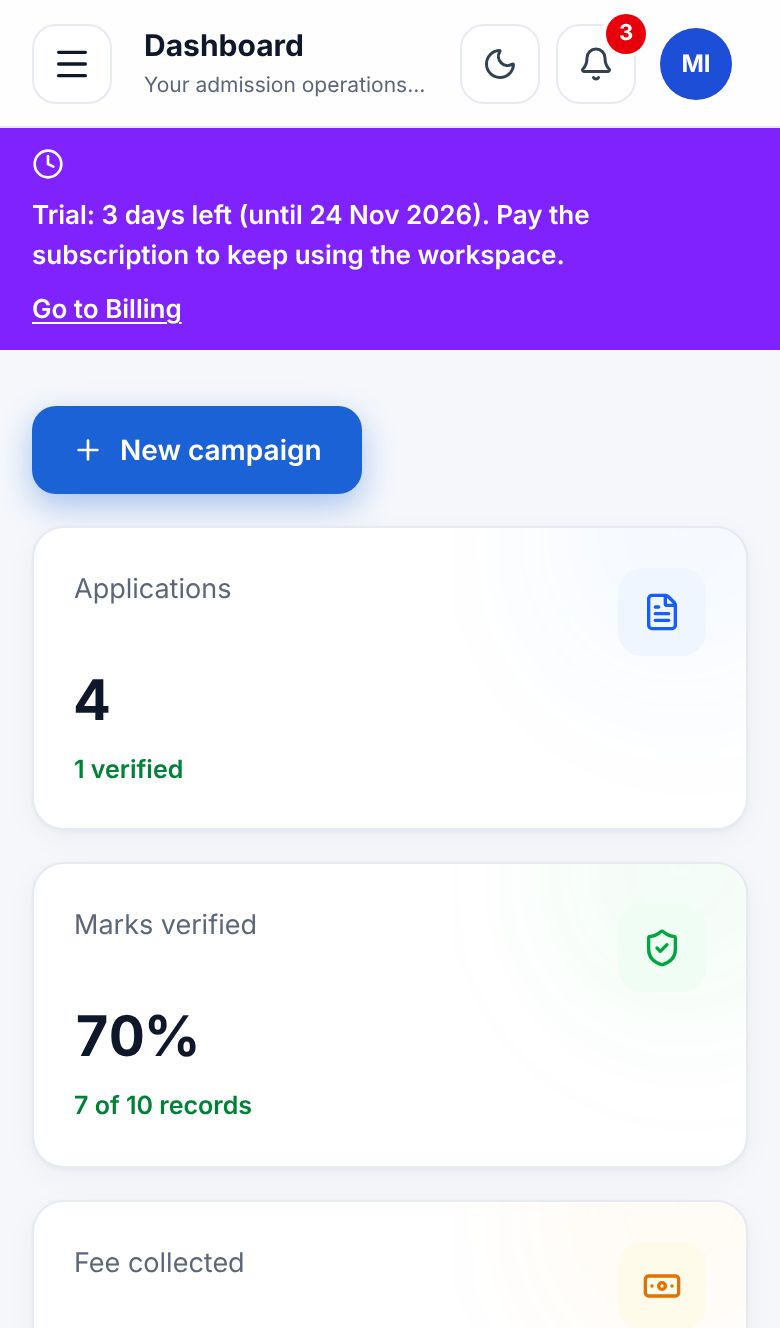 Dashboard
Your admission operations...
3
MI
Trial: 3 days left (until 24 Nov 2026). Pay the
subscription to keep using the workspace.
Go to Billing
New campaign
Applications
4
1 verified
Marks verified
70%
7 of 10 records
Fee collected